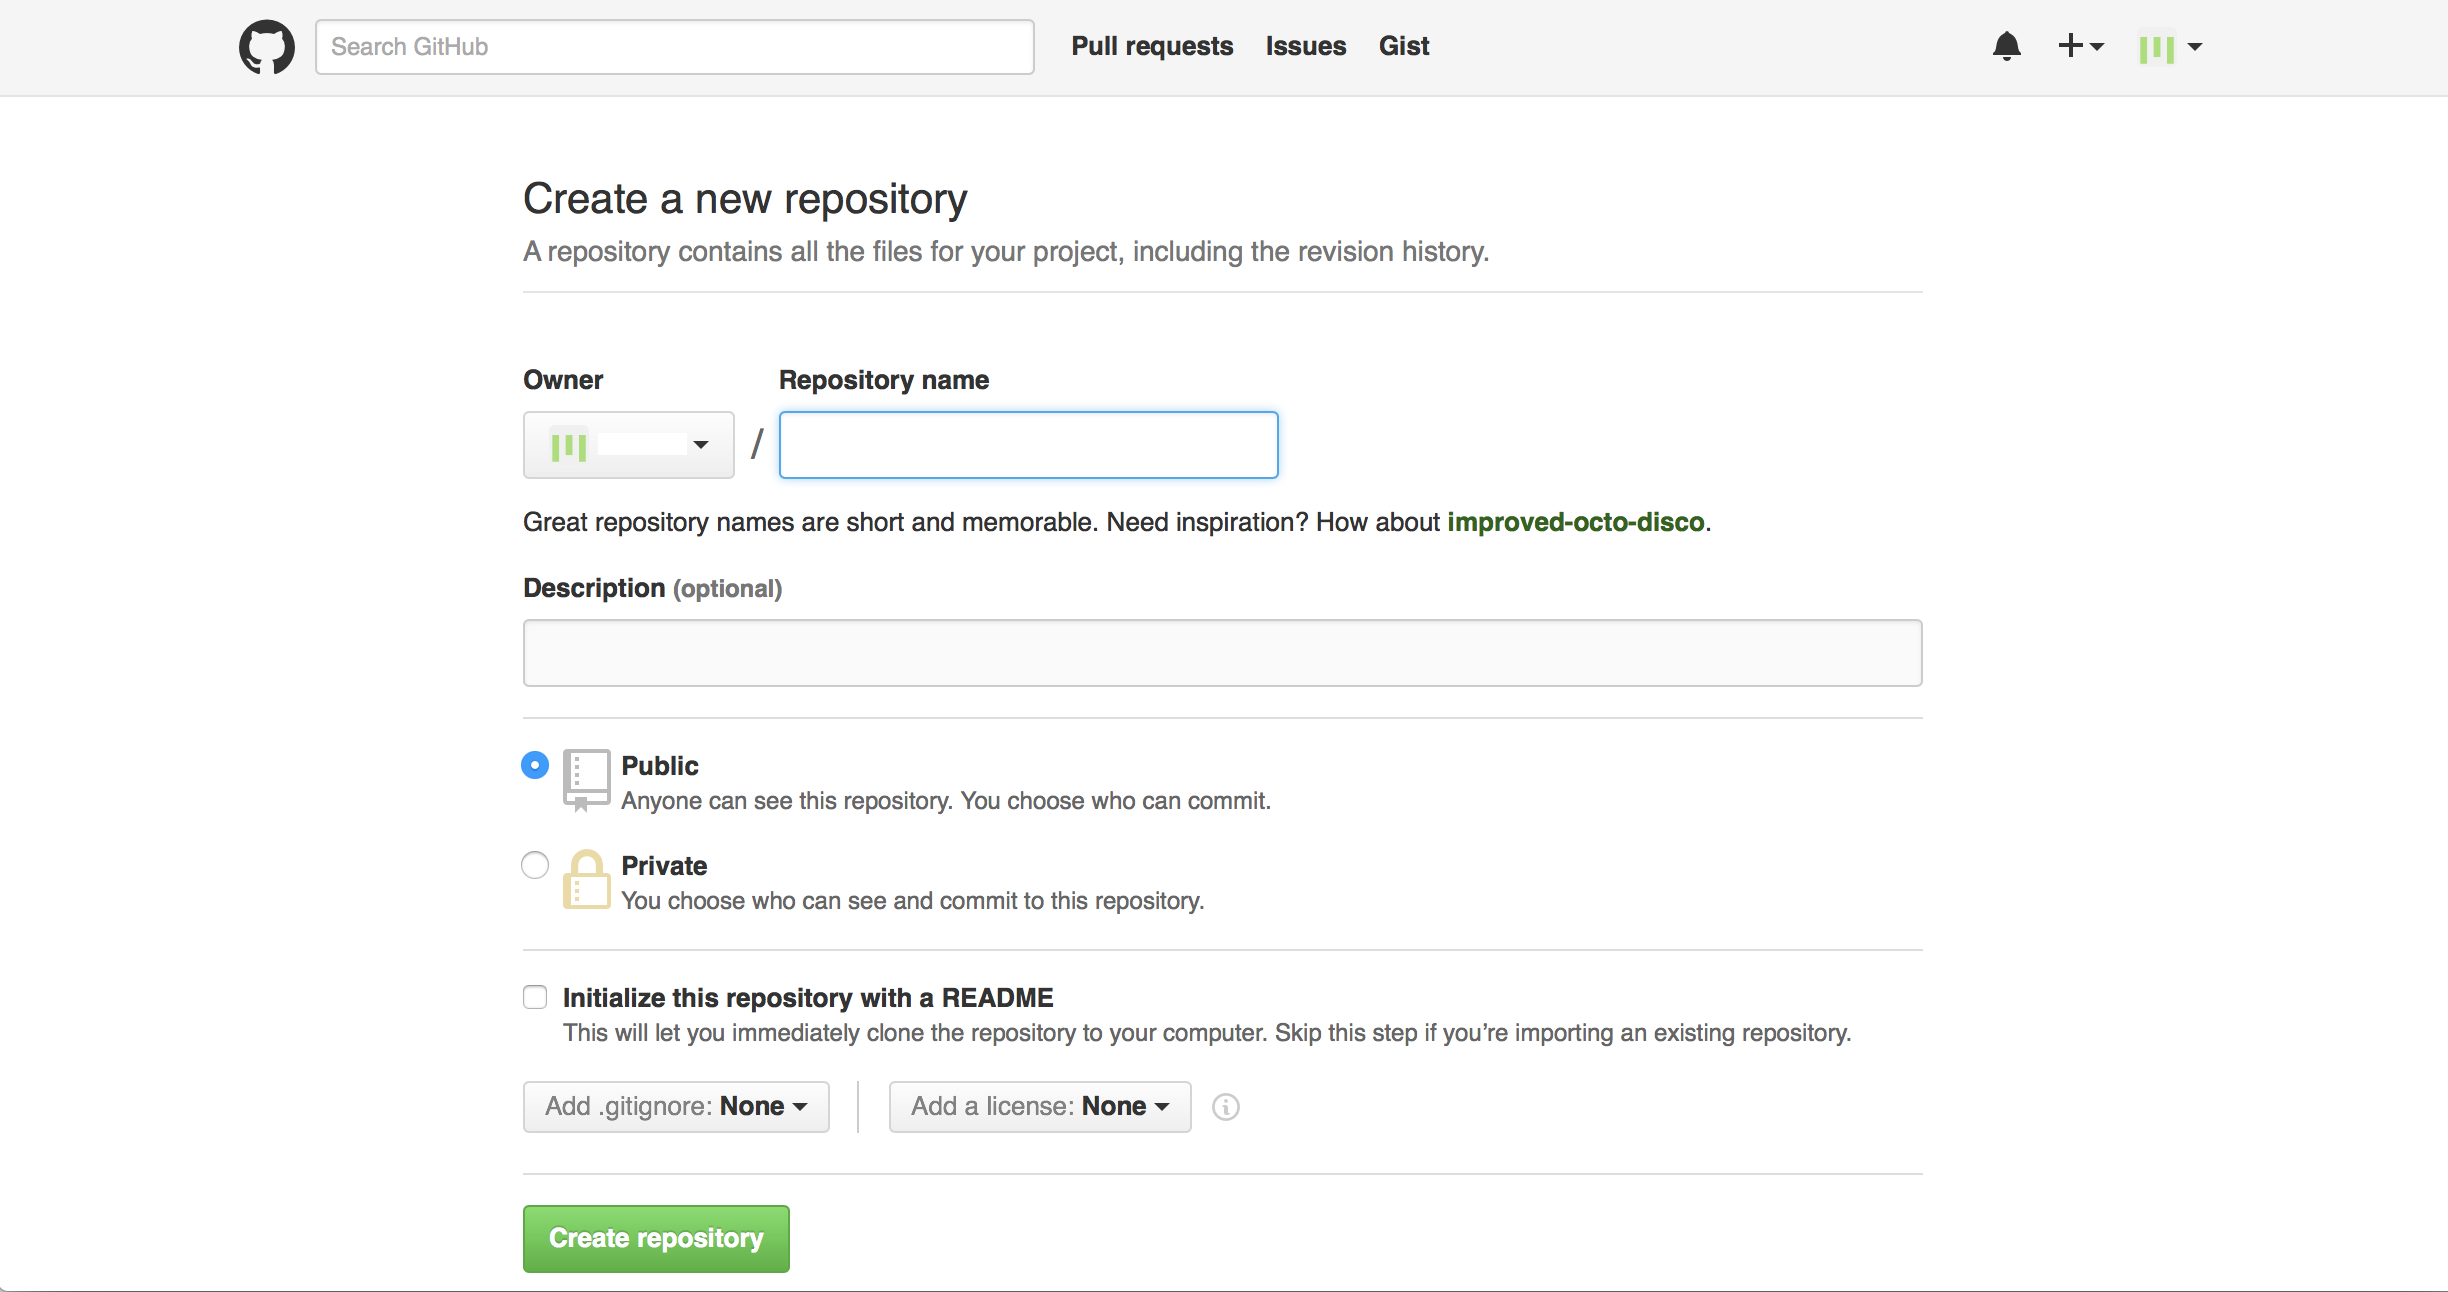 Search GitHub
Pull requests Issues Gist
Create a new repository
A repository contains all the files for your project, including the revision history.
Owner Repository name
/
Great repository names are short and memorable. Need inspiration? How about improved-octo-disco.
Description (optional)
Public
Anyone can see this repository. You choose who can commit.
Private
You choose who can see and commit to this repository.
Initialize this repository with a README
This will let you immediately clone the repository to your computer. Skip this step if you’re importing an existing repository.
Add .gitignore: None Add a license: None
Create repository